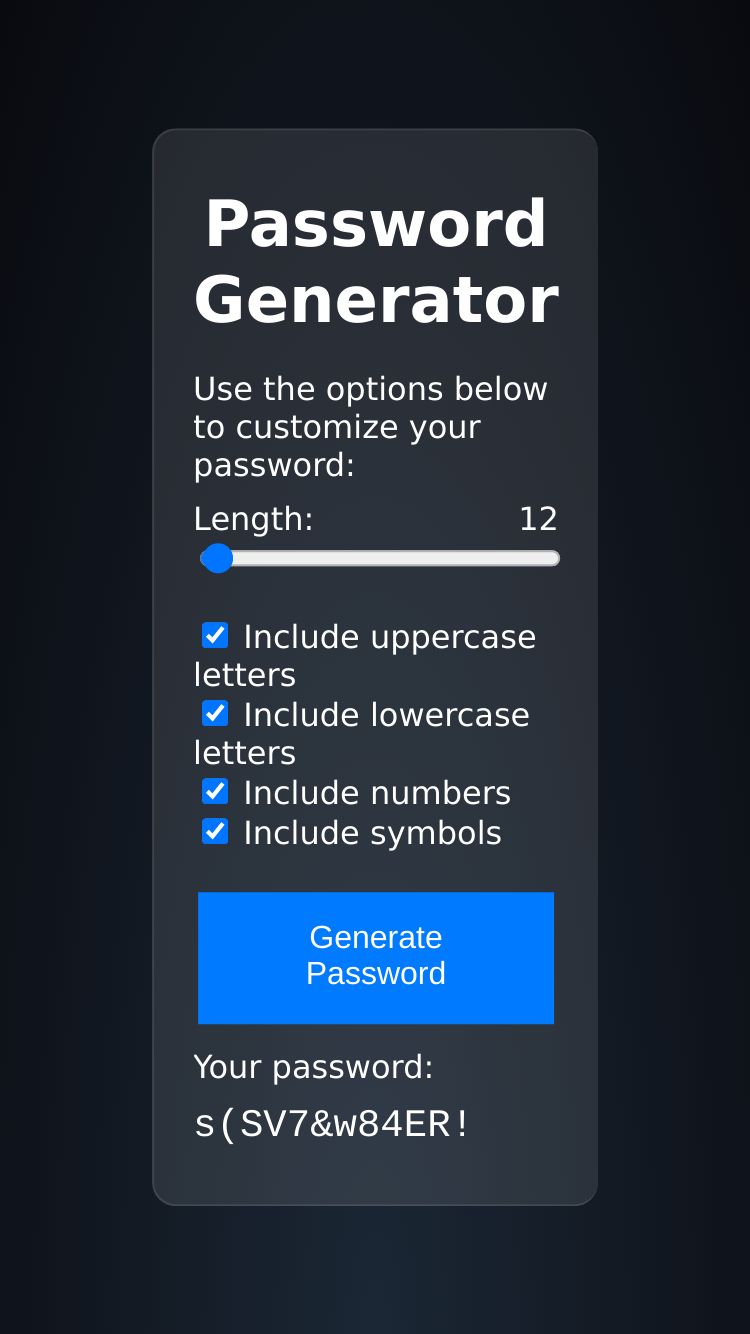 Password
Generator
Use the options below
to customize your
password:
Length: 12
Include uppercase
letters
Include lowercase
letters
Include numbers
Include symbols
Generate
Password
Your password:
s(SV7&w84ER!